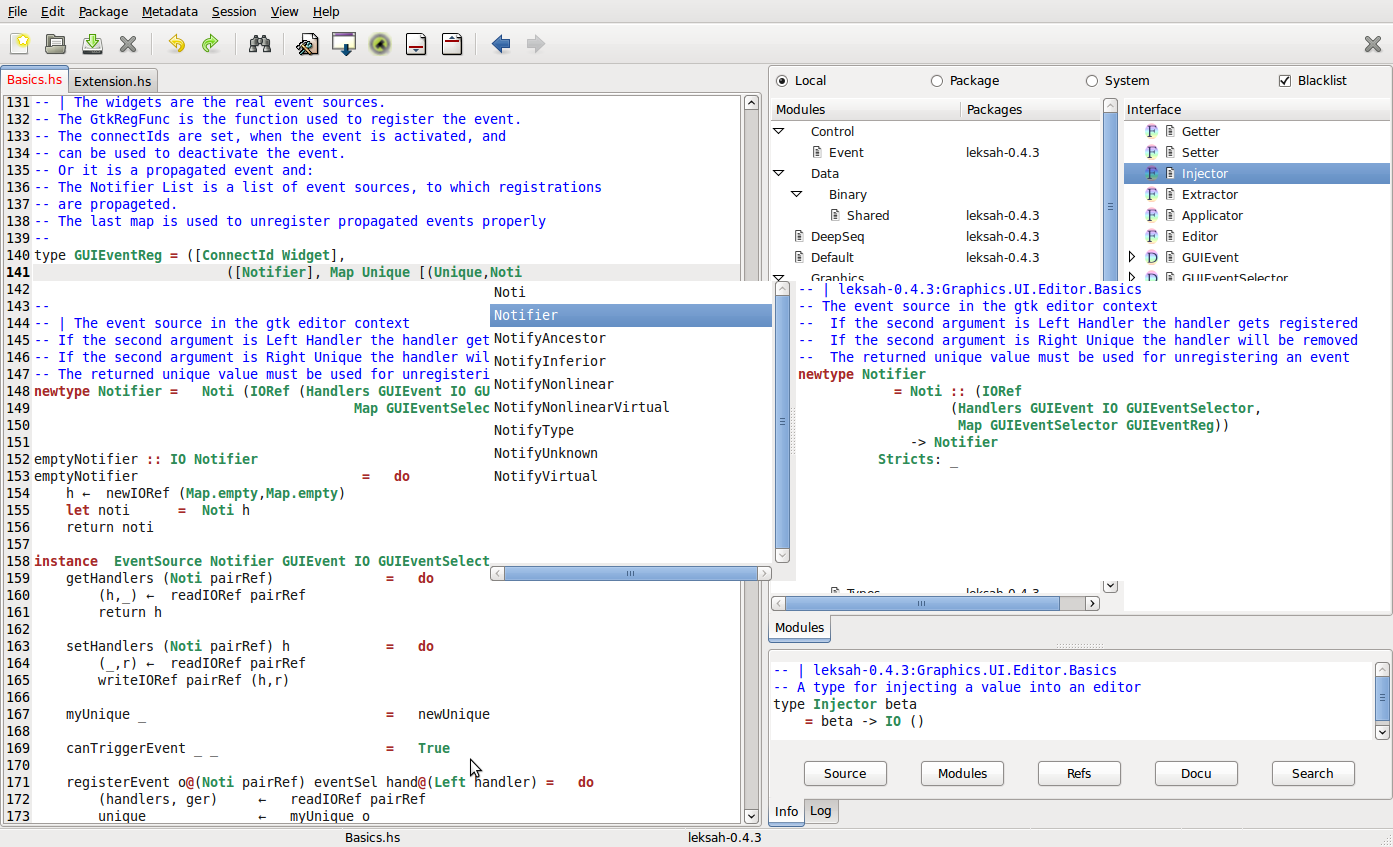 File Edit Package Metadata Session View Help
Basics.hs Extension.hs
131 -- | The widgets are the real event sources.
132 -- The GtkRegFunc is the function used to register the event.
133 -- The connectIds are set, when the event is activated, and
134 -- can be used to deactivate the event.
135 -- Or it is a propagated event and:
136 -- The Notifier List is a list of event sources, to which registrations
137 -- are propageted.
138 -- The last map is used to unregister propagated events properly
139 --
140 type GUIEventReg = ([ConnectId Widget],
141 ([Notifier], Map Unique [(Unique,Noti
142
143 --
144 -- | The event source in the gtk editor context
145 -- If the second argument is Left Handler the handler get
146 -- If the second argument is Right Unique the handler wil
147 -- The returned unique value must be used for unregisteri
148 newtype Notifier = Noti (IORef (Handlers GUIEvent IO GU
149 Map GUIEventSelec
150
151
152 emptyNotifier :: IO Notifier
153 emptyNotifier = do
154 h ← newIORef (Map.empty,Map.empty)
155 let noti = Noti h
156 return noti
157
158 instance EventSource Notifier GUIEvent IO GUIEventSelect
159 getHandlers (Noti pairRef) = do
160 (h,_) ← readIORef pairRef
161 return h
162
163 setHandlers (Noti pairRef) h = do
164 (_,r) ← readIORef pairRef
165 writeIORef pairRef (h,r)
166
167 myUnique _ = newUnique
168
169 canTriggerEvent _ _ = True
170
171 registerEvent o@(Noti pairRef) eventSel hand@(Left handler) = do
172 (handlers, ger) ← readIORef pairRef
173 unique ← myUnique o
Noti
Notifier
NotifyAncestor
NotifyInferior
NotifyNonlinear
NotifyNonlinearVirtual
NotifyType
NotifyUnknown
NotifyVirtual
Local Package System Blacklist
Modules Packages
Control
Event leksah-0.4.3
Data
Binary
Shared leksah-0.4.3
DeepSeq leksah-0.4.3
Default leksah-0.4.3
Graphics
Types leksah-0.4.3
Interface
Getter
Setter
Injector
Extractor
Applicator
Editor
GUIEvent
GUIEventSelector
-- | leksah-0.4.3:Graphics.UI.Editor.Basics
-- The event source in the gtk editor context
-- If the second argument is Left Handler the handler gets registered
-- If the second argument is Right Unique the handler will be removed
-- The returned unique value must be used for unregistering an event
newtype Notifier
= Noti :: (IORef
(Handlers GUIEvent IO GUIEventSelector,
Map GUIEventSelector GUIEventReg))
-> Notifier
Stricts: _
Modules
-- | leksah-0.4.3:Graphics.UI.Editor.Basics
-- A type for injecting a value into an editor
type Injector beta
= beta -> IO ()
Source Modules Refs Docu Search
Info Log
Basics.hs leksah-0.4.3